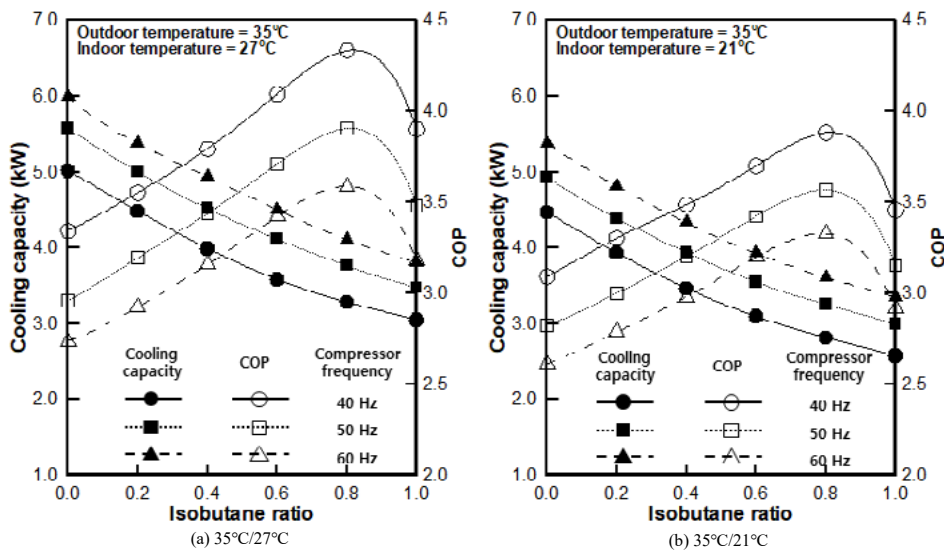 Outdoor temperature = 35℃
Indoor temperature = 27℃
Cooling capacity (kW)
7.0
6.0
5.0
4.0
3.0
2.0
1.0
4.5
4.0
3.5
3.0
2.5
2.0
COP
Cooling capacity
COP
Compressor frequency
40 Hz
50 Hz
60 Hz
0.0 0.2 0.4 0.6 0.8 1.0
Isobutane ratio
(a) 35℃/27℃
Outdoor temperature = 35℃
Indoor temperature = 21℃
Cooling capacity (kW)
7.0
6.0
5.0
4.0
3.0
2.0
1.0
4.5
4.0
3.5
3.0
2.5
2.0
COP
Cooling capacity
COP
Compressor frequency
40 Hz
50 Hz
60 Hz
0.0 0.2 0.4 0.6 0.8 1.0
Isobutane ratio
(b) 35℃/21℃